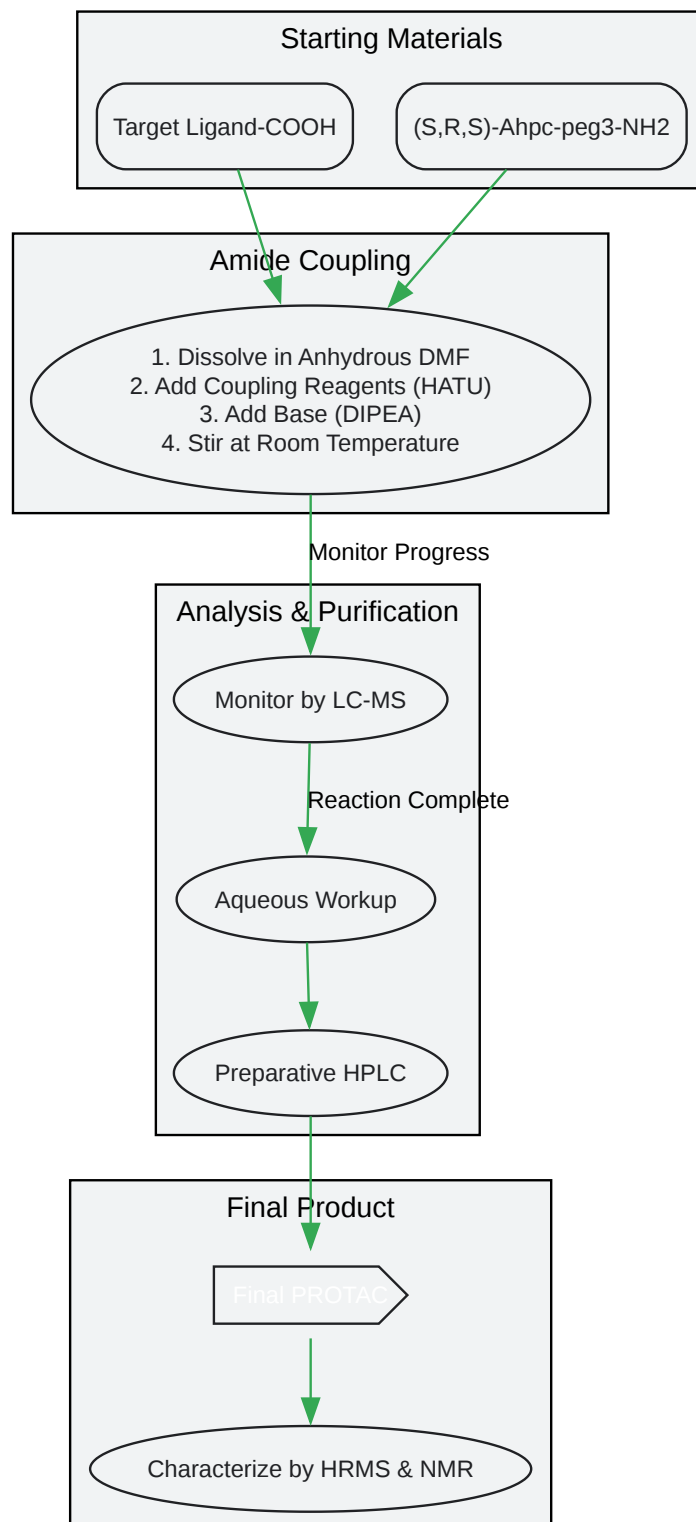 Starting Materials
Target Ligand-COOH
(S,R,S)-Ahpc-peg3-NH2
Amide Coupling
1. Dissolve in Anhydrous DMF
2. Add Coupling Reagents (HATU)
3. Add Base (DIPEA)
4. Stir at Room Temperature
Monitor Progress
Analysis & Purification
Monitor by LC-MS
Reaction Complete
Aqueous Workup
Preparative HPLC
Final Product
Final PROTAC
Characterize by HRMS & NMR